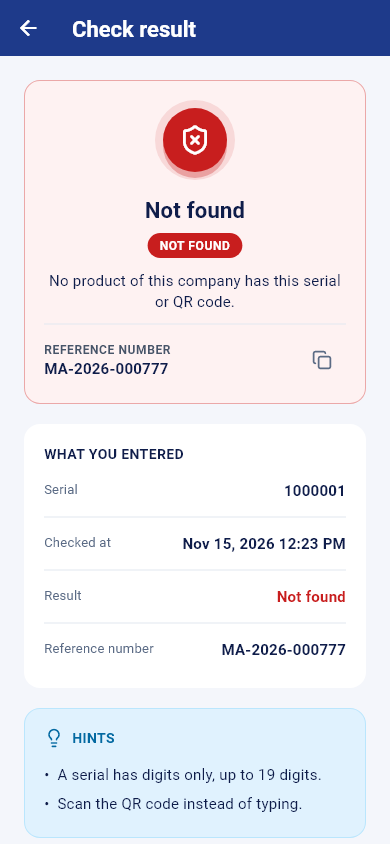 Check result
Not found
NOT FOUND
No product of this company has this serial
or QR code.
REFERENCE NUMBER
MA-2026-000777
WHAT YOU ENTERED
Serial 1000001
Checked at Nov 15, 2026 12:23 PM
Result Not found
Reference number MA-2026-000777
HINTS
• A serial has digits only, up to 19 digits.
• Scan the QR code instead of typing.